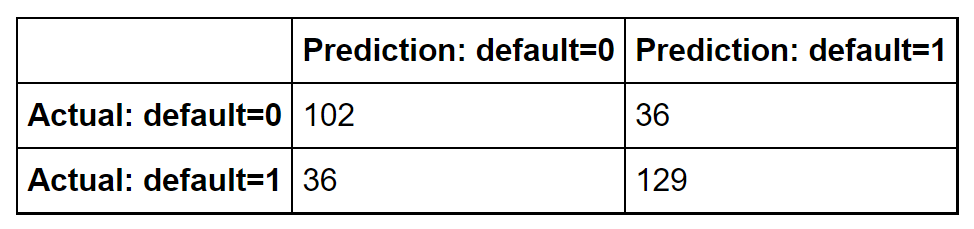 Prediction: default=0 Prediction: default=1
Actual: default=0 102 36
Actual: default=1 36 129